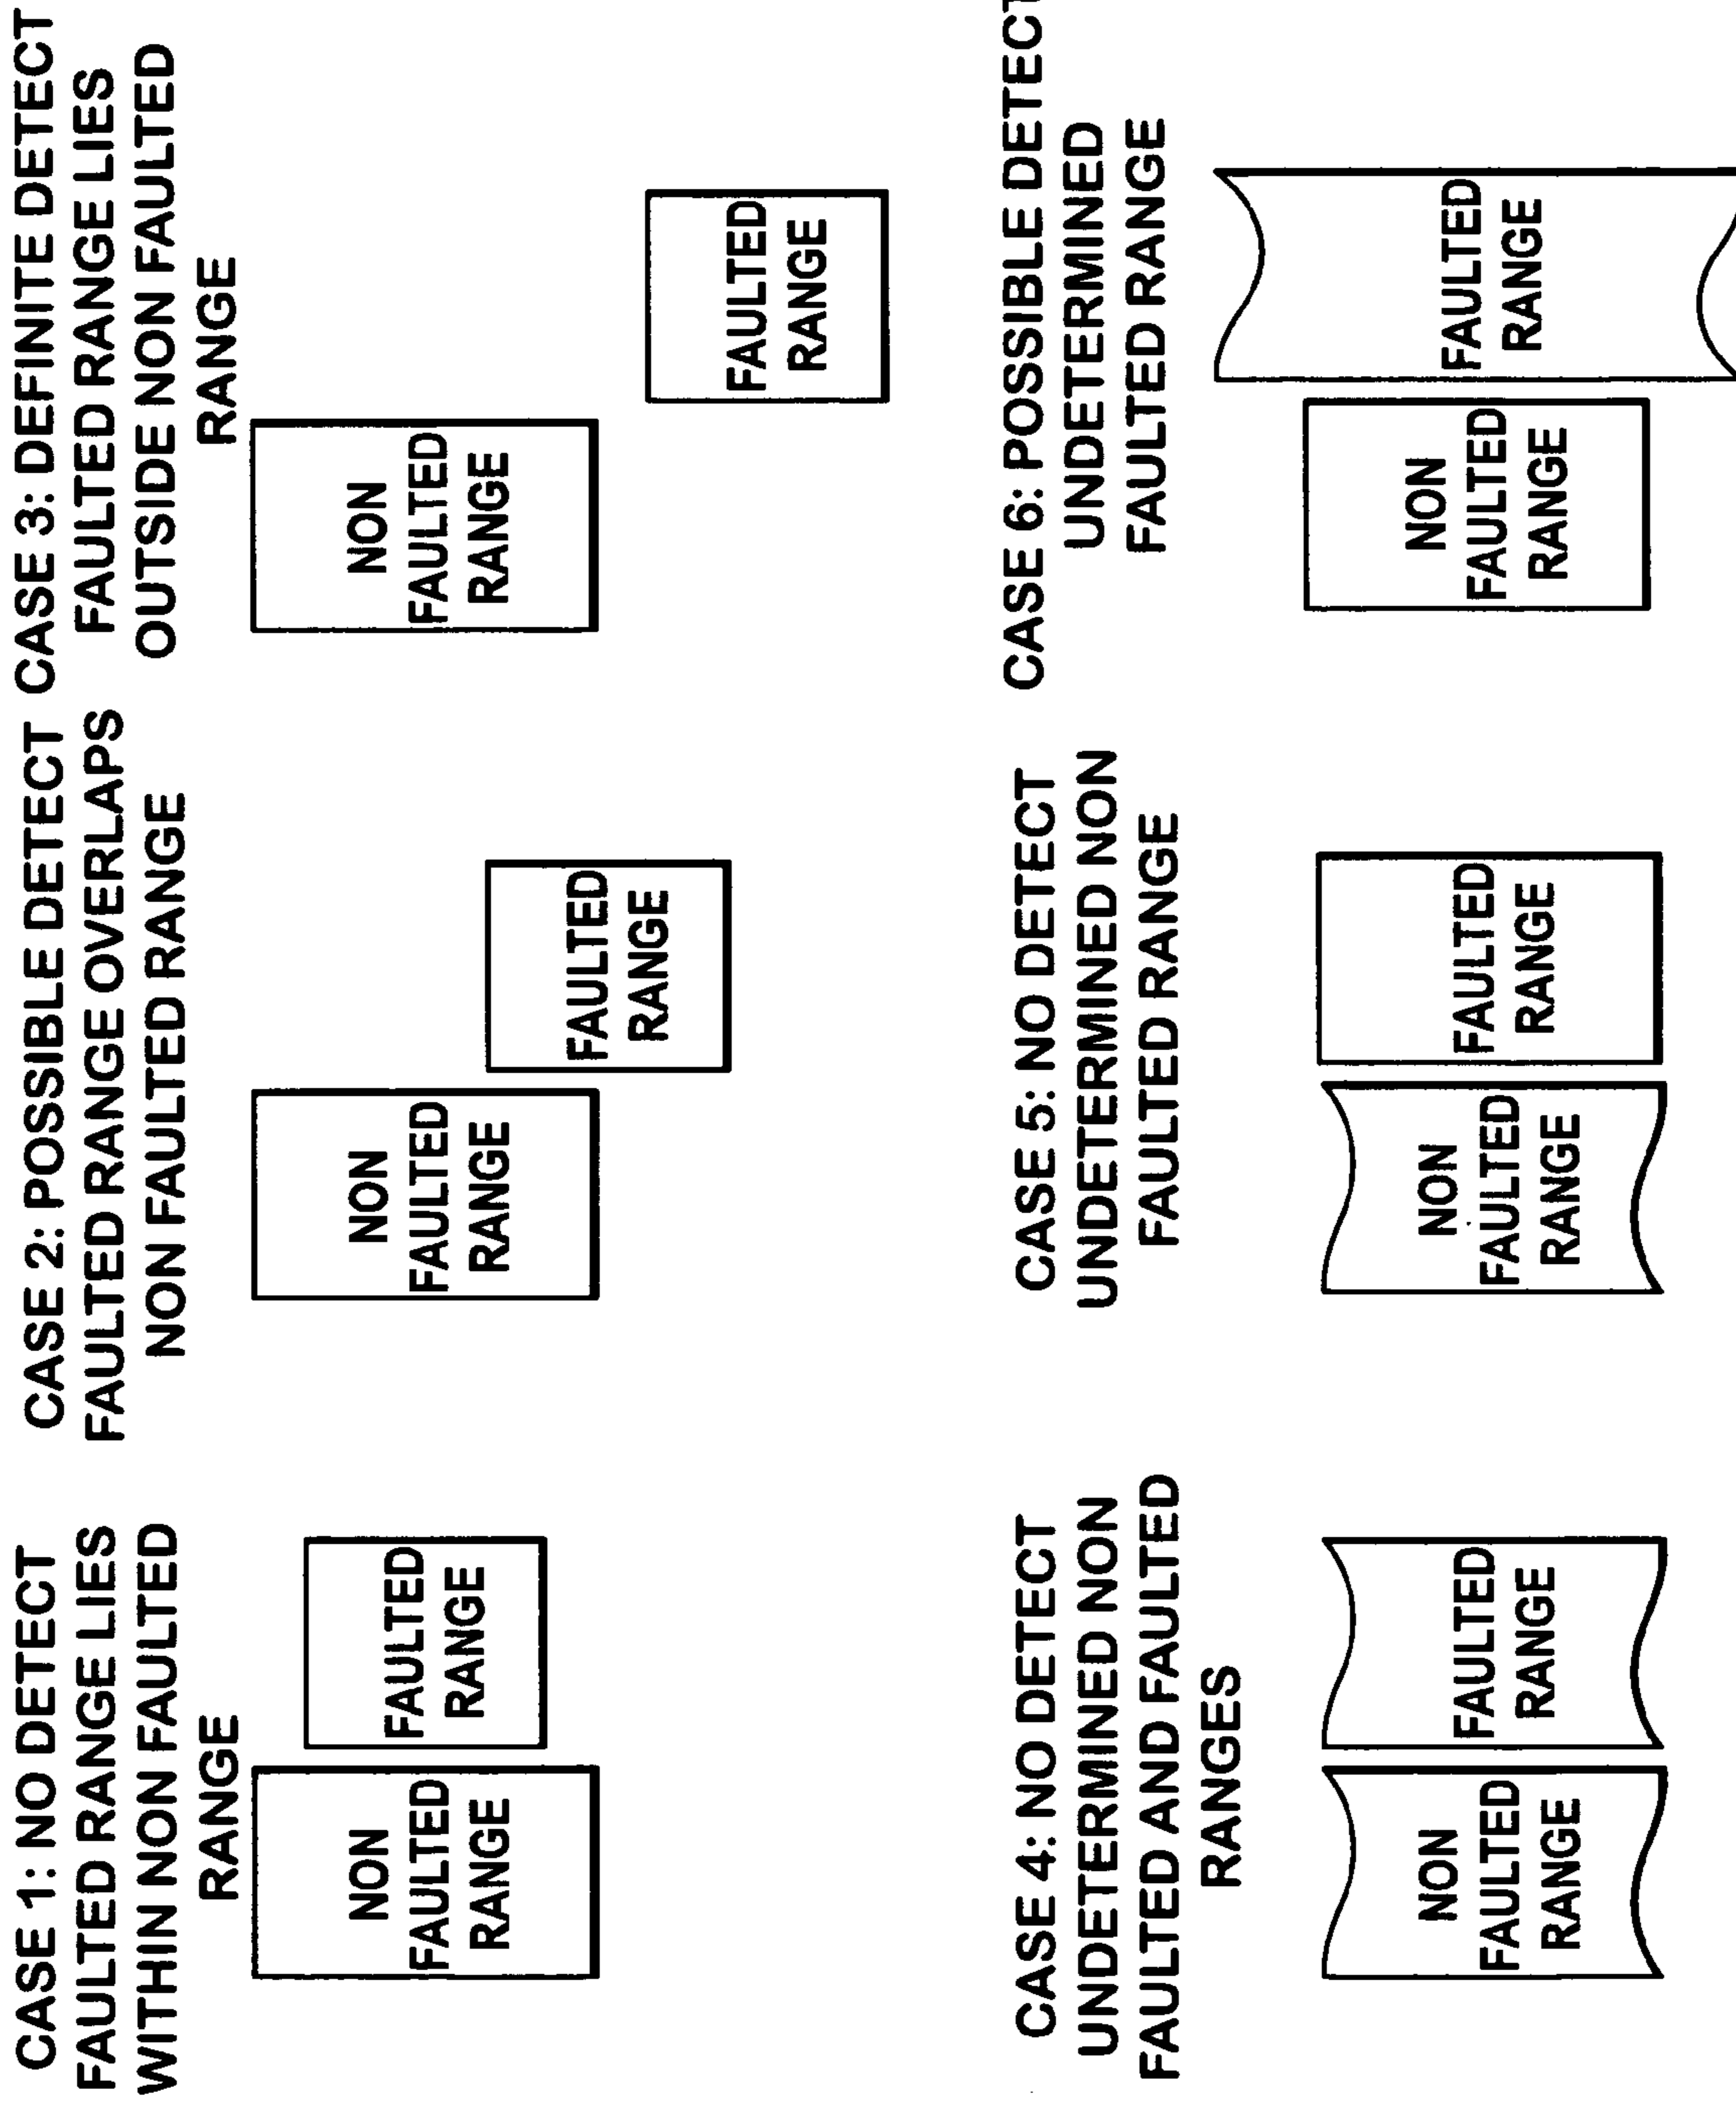 CASE 1: NO DETECT
FAULTED RANGE LIES
WITHIN NON FAULTED
RANGE
NON
FAULTED
RANGE
FAULTED
RANGE
CASE 2: POSSIBLE DETECT
FAULTED RANGE OVERLAPS
NON FAULTED RANGE
NON
FAULTED
RANGE
FAULTED
RANGE
CASE 3: DEFINITE DETECT
FAULTED RANGE LIES
OUTSIDE NON FAULTED
RANGE
NON
FAULTED
RANGE
FAULTED
RANGE
CASE 4: NO DETECT
UNDETERMINED NON
FAULTED AND FAULTED
RANGES
NON
FAULTED
RANGE
FAULTED
RANGE
CASE 5: NO DETECT
UNDETERMINED NON
FAULTED RANGE
NON
FAULTED
RANGE
FAULTED
RANGE
CASE 6: POSSIBLE DETECT
UNDETERMINED
FAULTED RANGE
NON
FAULTED
RANGE
FAULTED
RANGE